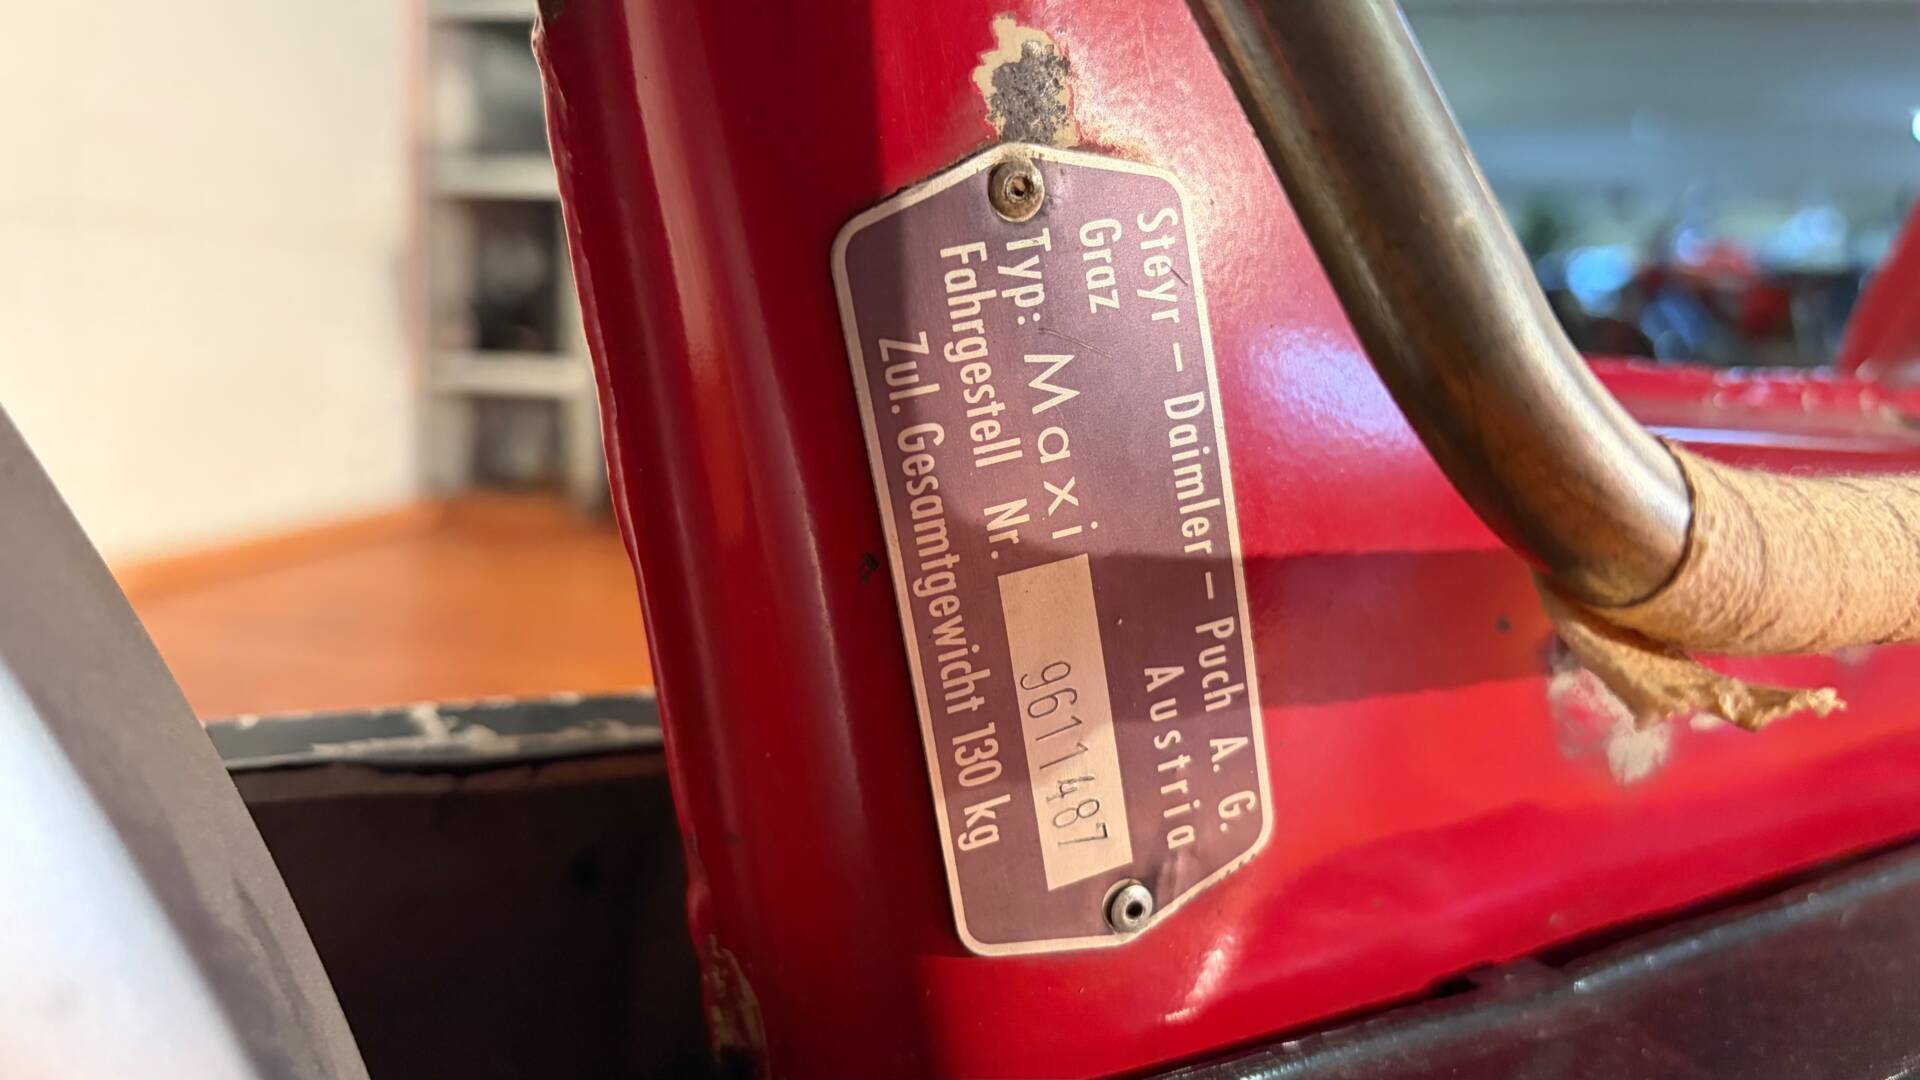 Steyr – Daimler – Puch A. G.
Graz Austria
Typ: Maxi
Fahrgestell Nr. 9611487
Zul. Gesamtgewicht 130 kg